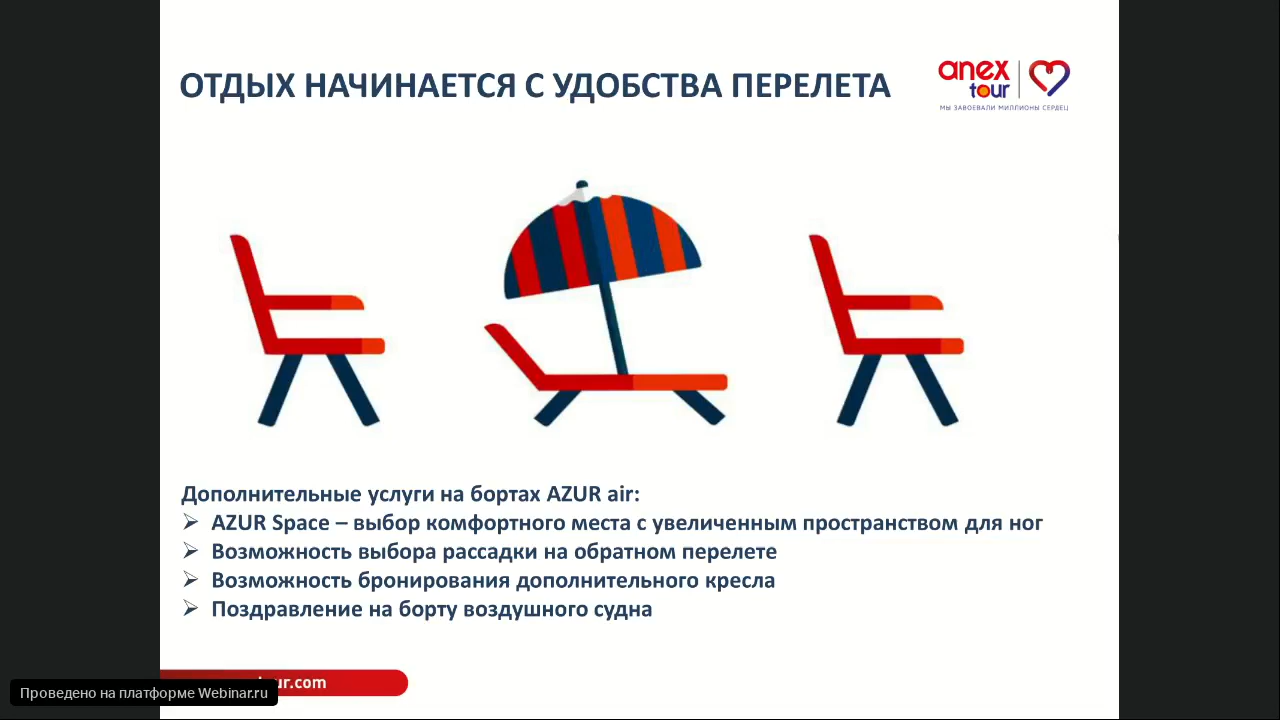 ОТДЫХ НАЧИНАЕТСЯ С УДОБСТВА ПЕРЕЛЕТА
anex
tour
МЫ ЗАВОЕВАЛИ МИЛЛИОНЫ СЕРДЕЦ
Дополнительные услуги на бортах AZUR air:
AZUR Space – выбор комфортного места с увеличенным пространством для ног
Возможность выбора рассадки на обратном перелете
Возможность бронирования дополнительного кресла
Поздравление на борту воздушного судна
Проведено на платформе Webinar.ru